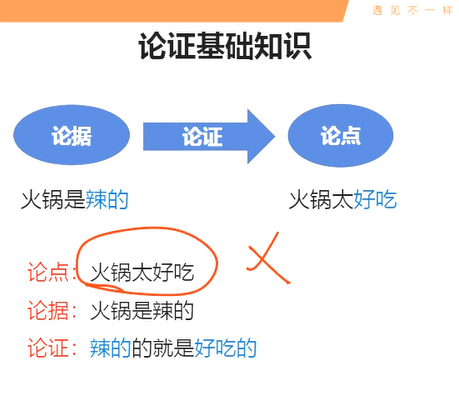 遇见不一样
论证基础知识
论据 论证 论点
火锅是辣的 火锅太好吃
论点：火锅太好吃
论据：火锅是辣的
论证：辣的的就是好吃的